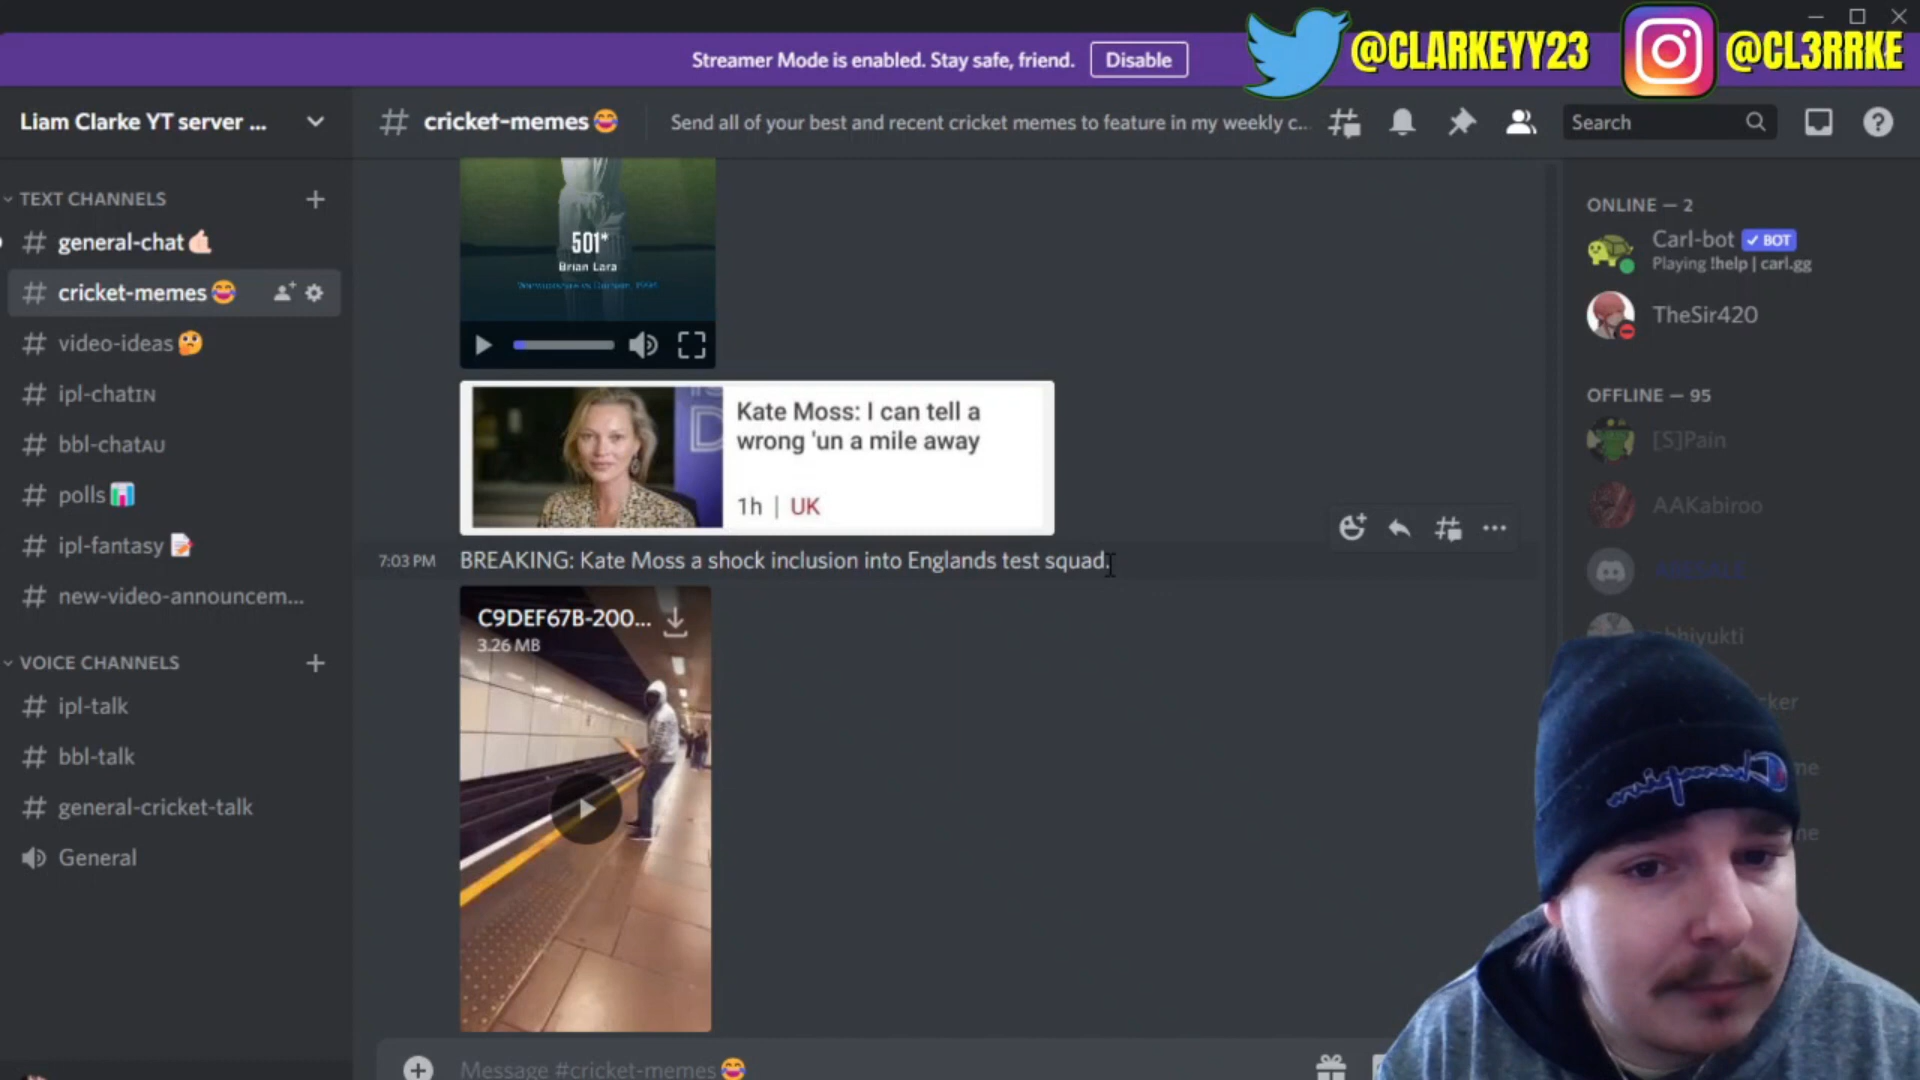 Streamer Mode is enabled. Stay safe, friend.
Disable
@CLARKEYY23
@CL3RRKE
Liam Clarke YT server ...
cricket-memes
Send all of your best and recent cricket memes to feature in my weekly c...
Search
TEXT CHANNELS
general-chat
cricket-memes
video-ideas
ipl-chatIN
bbl-chatAU
polls
ipl-fantasy
new-video-announcem...
VOICE CHANNELS
ipl-talk
bbl-talk
general-cricket-talk
General
501*
Brian Lara
Kate Moss: I can tell a
wrong 'un a mile away
1h | UK
7:03 PM
BREAKING: Kate Moss a shock inclusion into Englands test squad.
C9DEF67B-200...
3.26 MB
Message #cricket-memes
ONLINE — 2
Carl-bot
BOT
Playing !help | carl.gg
TheSir420
OFFLINE — 95
[S]Pain
AAKabiroo
Champion